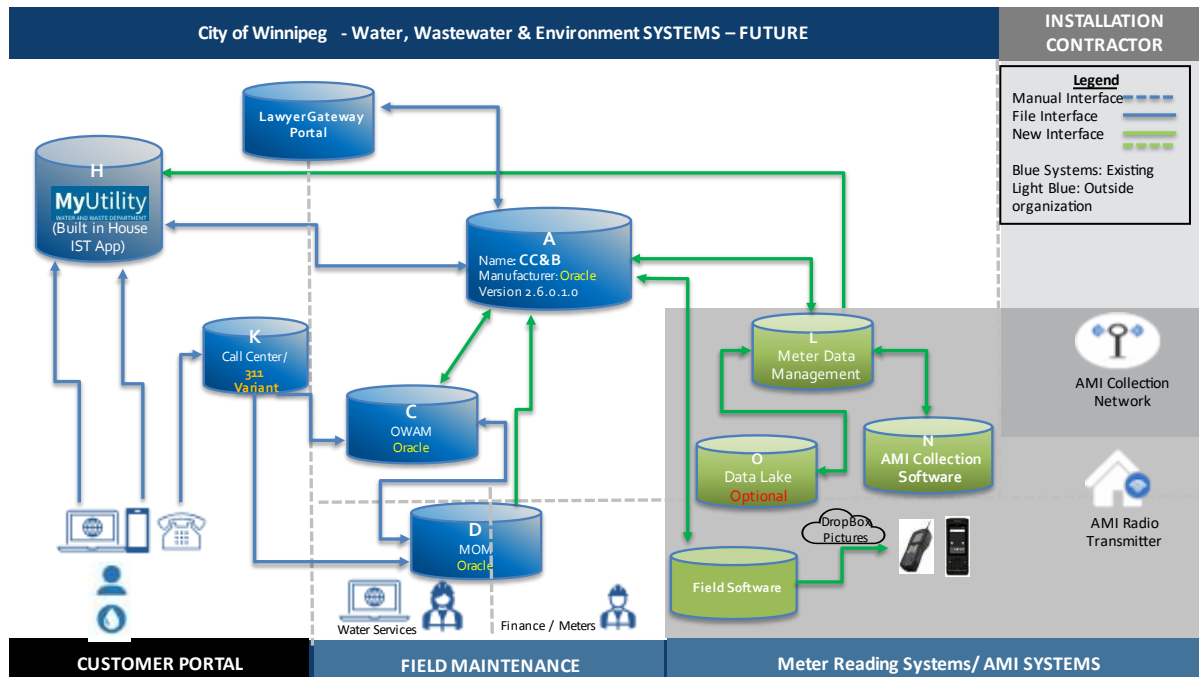 City of Winnipeg - Water, Wastewater & Environment SYSTEMS – FUTURE
INSTALLATION
CONTRACTOR
Legend
Manual Interface
File Interface
New Interface
Blue Systems: Existing
Light Blue: Outside
organization
LawyerGateway
Portal
H
MyUtility
WATER AND WASTE DEPARTMENT
(Built in House
IST App)
A
Name: CC&B
Manufacturer: Oracle
Version 2.6.0.1.0
K
Call Center/
311
Variant
L
Meter Data
Management
AMI Collection
Network
C
OWAM
Oracle
N
AMI Collection
Software
O
Data Lake
Optional
D
MOM
Oracle
DropBox
Pictures
AMI Radio
Transmitter
Field Software
Water Services
Finance / Meters
CUSTOMER PORTAL
FIELD MAINTENANCE
Meter Reading Systems/ AMI SYSTEMS